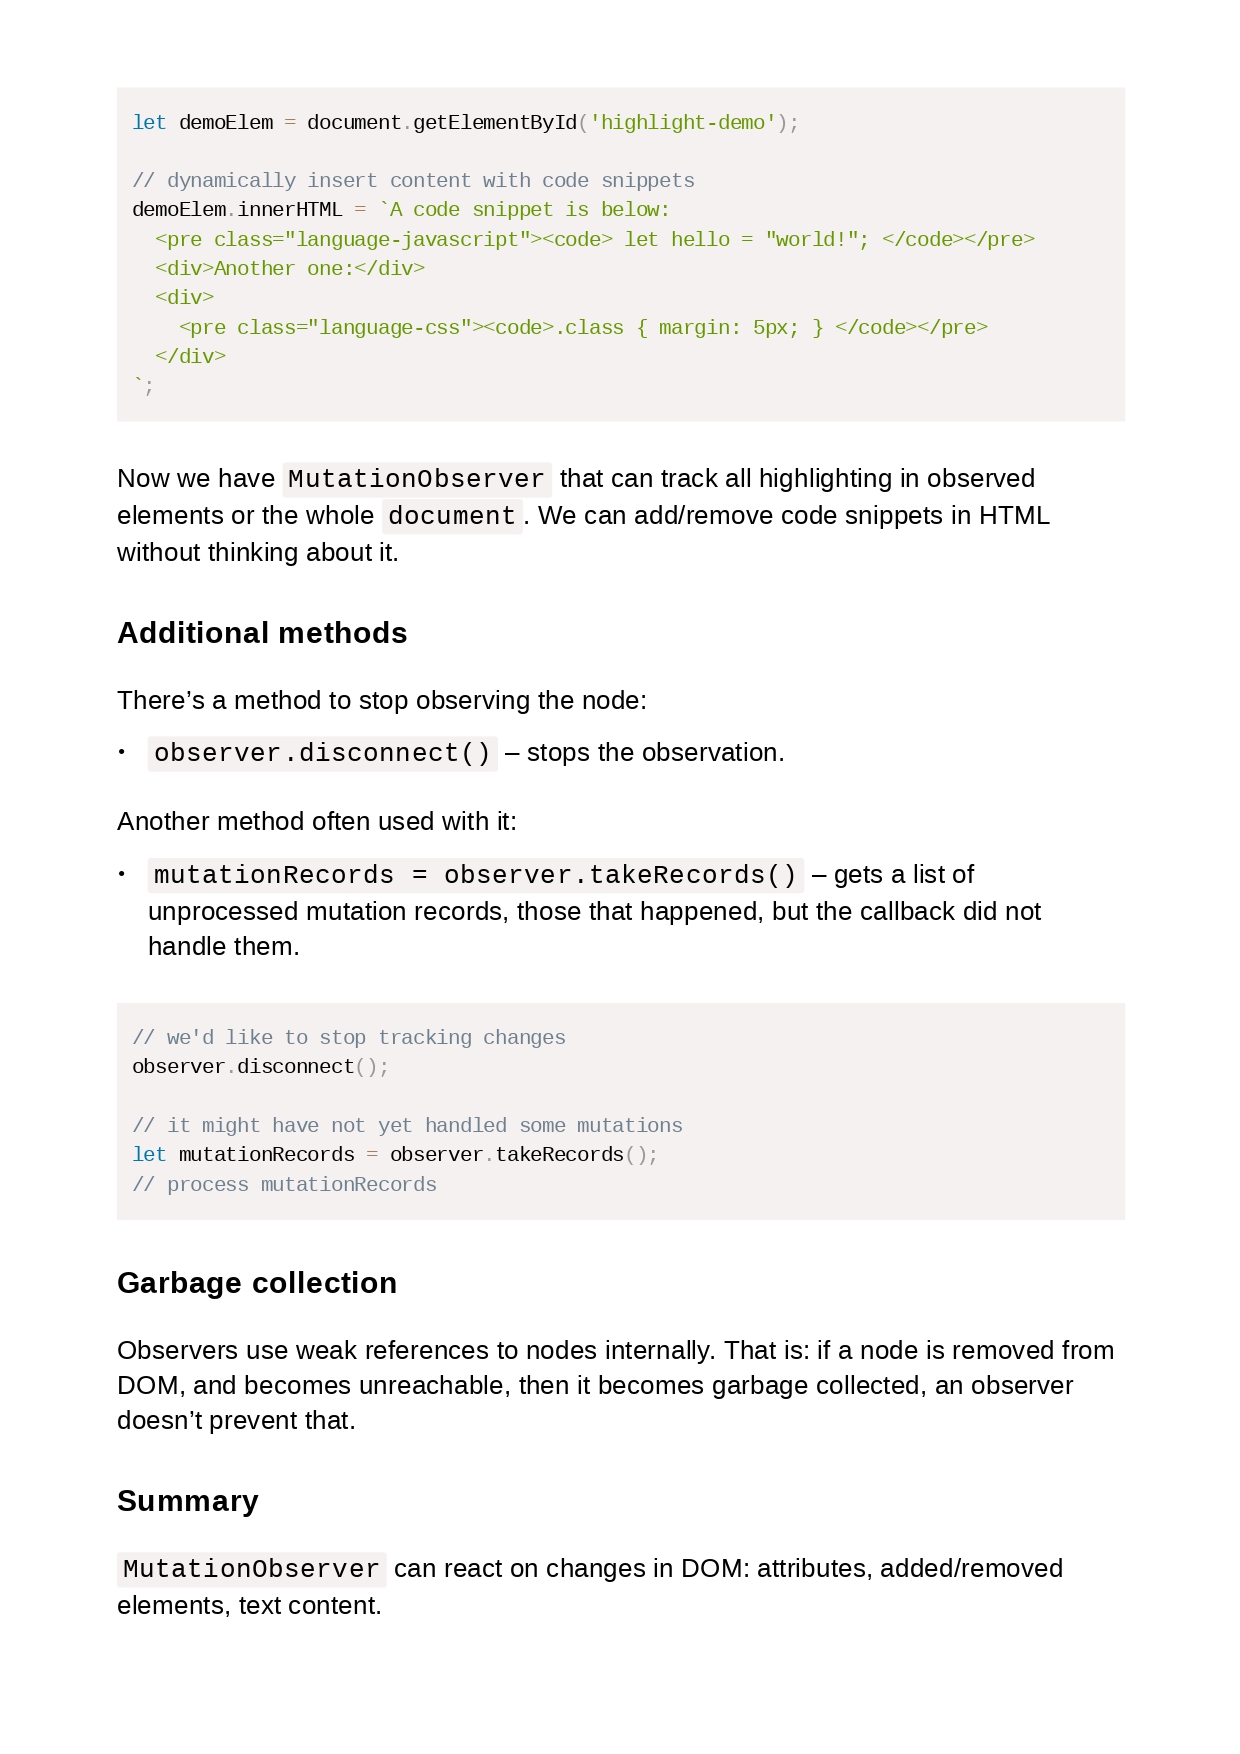 let demoElem = document.getElementById('highlight-demo');
// dynamically insert content with code snippets
demoElem.innerHTML = `A code snippet is below:
  <pre class="language-javascript"><code> let hello = "world!"; </code></pre>
  <div>Another one:</div>
  <div>
    <pre class="language-css"><code>.class { margin: 5px; } </code></pre>
  </div>
`;
Now we have MutationObserver that can track all highlighting in observed
elements or the whole document. We can add/remove code snippets in HTML
without thinking about it.
Additional methods
There’s a method to stop observing the node:
• observer.disconnect() – stops the observation.
Another method often used with it:
• mutationRecords = observer.takeRecords() – gets a list of
unprocessed mutation records, those that happened, but the callback did not
handle them.
// we'd like to stop tracking changes
observer.disconnect();
// it might have not yet handled some mutations
let mutationRecords = observer.takeRecords();
// process mutationRecords
Garbage collection
Observers use weak references to nodes internally. That is: if a node is removed from
DOM, and becomes unreachable, then it becomes garbage collected, an observer
doesn’t prevent that.
Summary
MutationObserver can react on changes in DOM: attributes, added/removed
elements, text content.